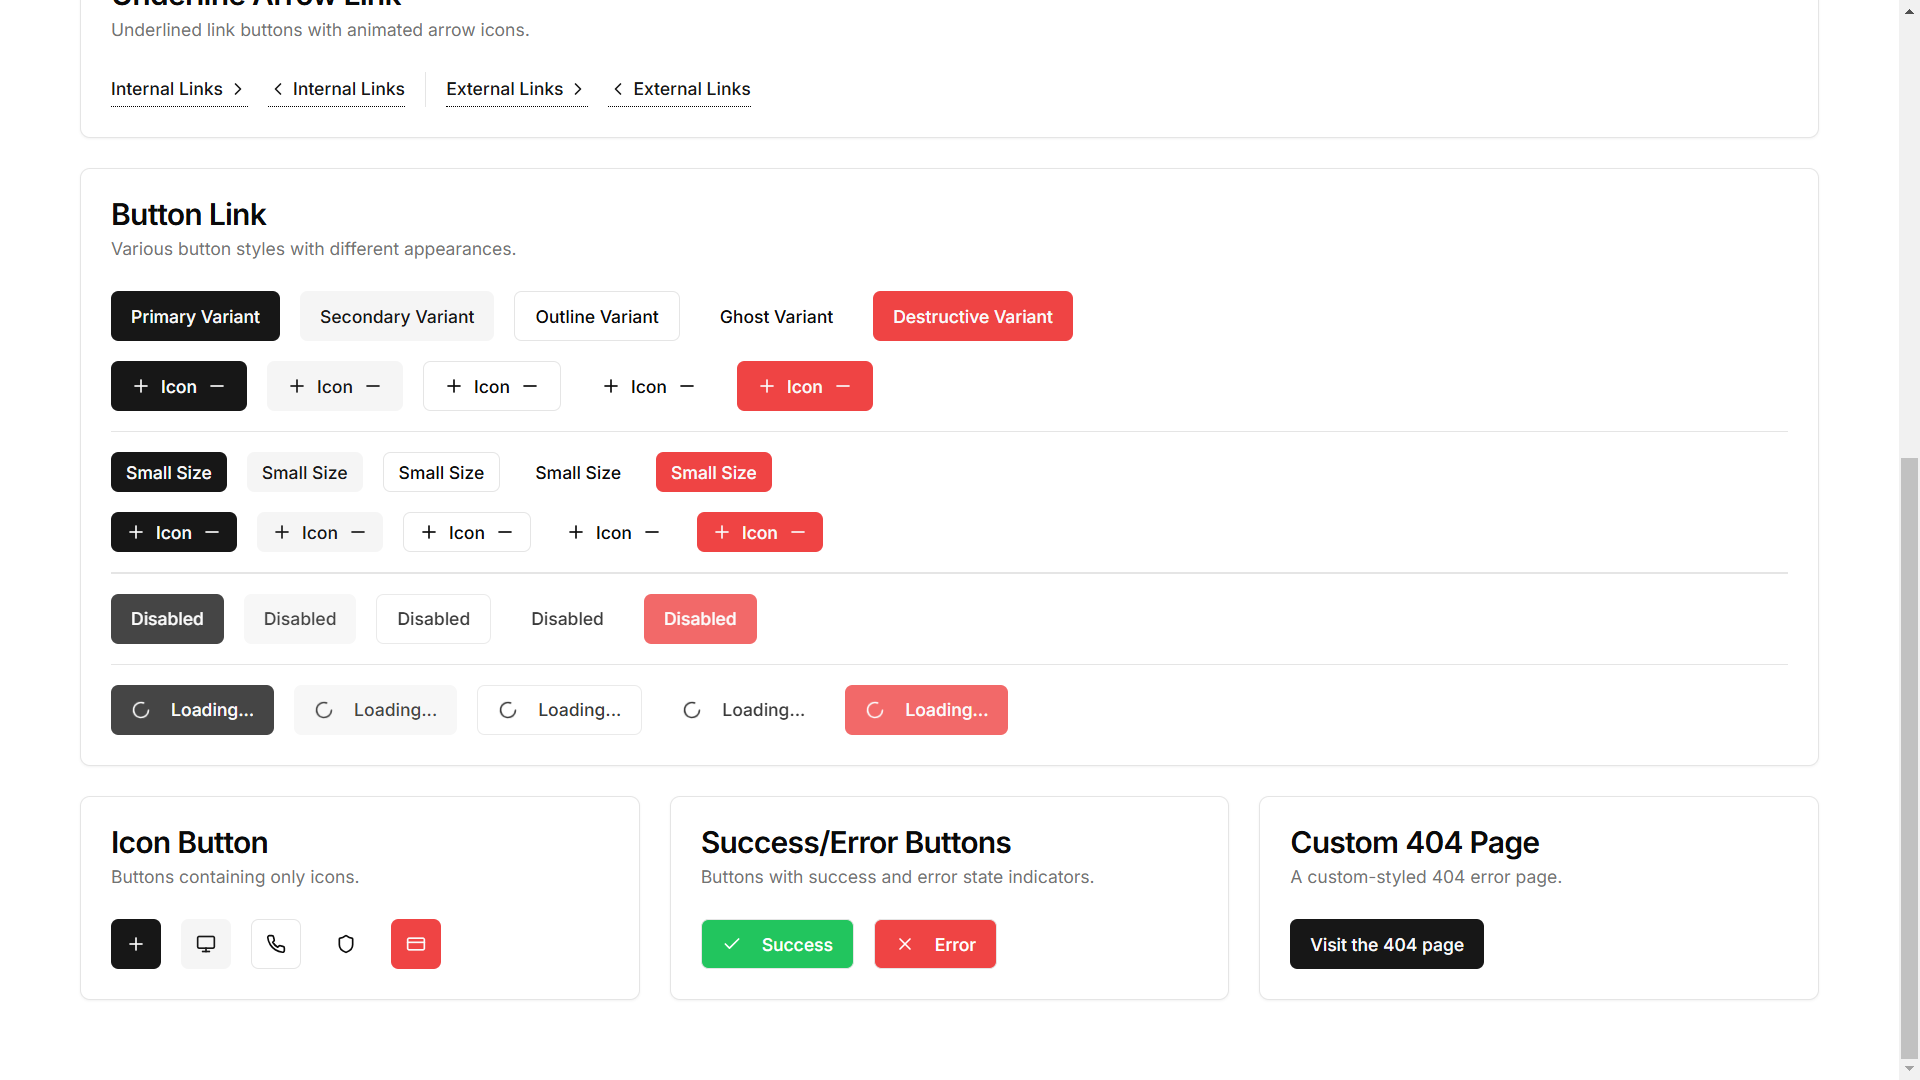 Underline Arrow Link
Underlined link buttons with animated arrow icons.
Internal Links Internal Links External Links External Links
Button Link
Various button styles with different appearances.
Primary Variant Secondary Variant Outline Variant Ghost Variant Destructive Variant
Icon Icon Icon Icon Icon
Small Size Small Size Small Size Small Size Small Size
Icon Icon Icon Icon Icon
Disabled Disabled Disabled Disabled Disabled
Loading... Loading... Loading... Loading... Loading...
Icon Button
Buttons containing only icons.
Success/Error Buttons
Buttons with success and error state indicators.
Success Error
Custom 404 Page
A custom-styled 404 error page.
Visit the 404 page